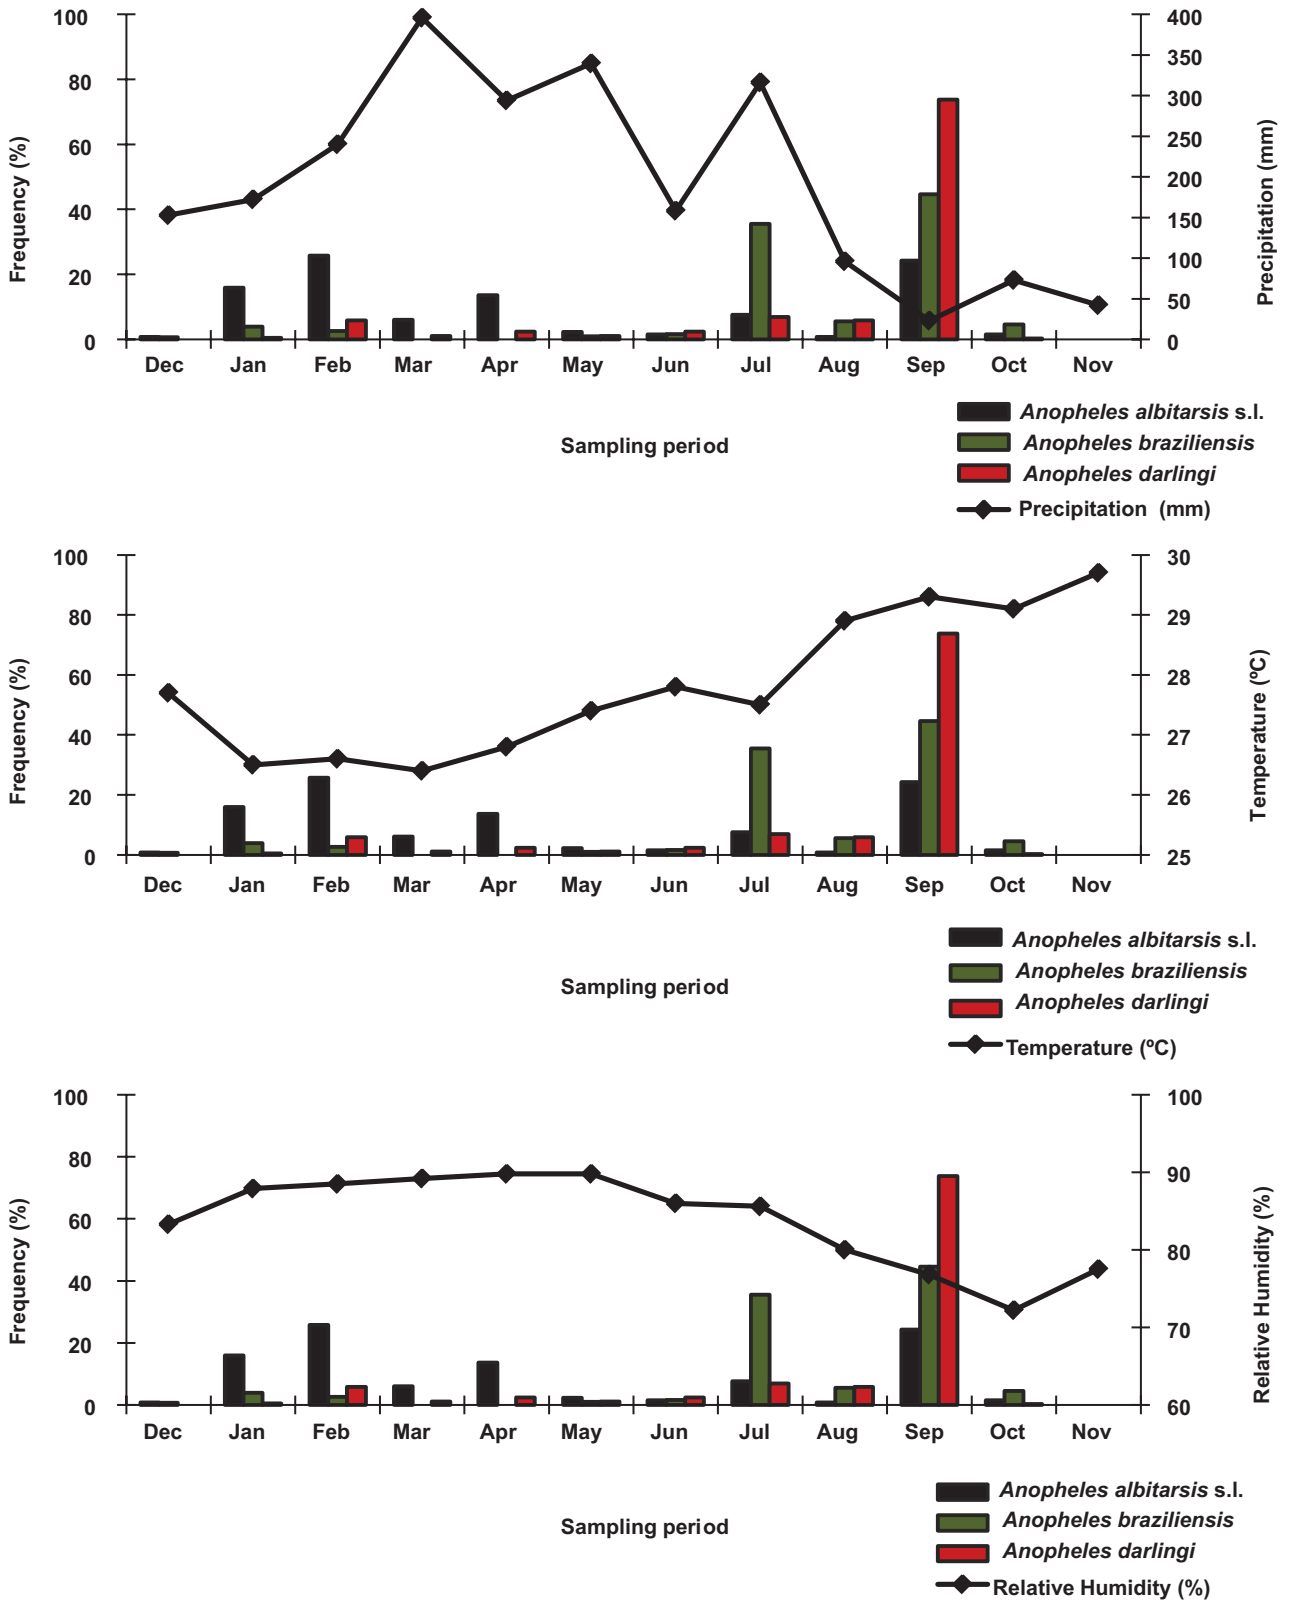 100
80
60
40
20
0
Frequency (%)
400
350
300
250
200
150
100
50
0
Precipitation (mm)
Dec Jan Feb Mar Apr May Jun Jul Aug Sep Oct Nov
Sampling period
Anopheles albitarsis s.l.
Anopheles braziliensis
Anopheles darlingi
Precipitation (mm)
100
80
60
40
20
0
Frequency (%)
30
29
28
27
26
25
Temperature (ºC)
Dec Jan Feb Mar Apr May Jun Jul Aug Sep Oct Nov
Sampling period
Anopheles albitarsis s.l.
Anopheles braziliensis
Anopheles darlingi
Temperature (ºC)
100
80
60
40
20
0
Frequency (%)
100
90
80
70
60
Relative Humidity (%)
Dec Jan Feb Mar Apr May Jun Jul Aug Sep Oct Nov
Sampling period
Anopheles albitarsis s.l.
Anopheles braziliensis
Anopheles darlingi
Relative Humidity (%)